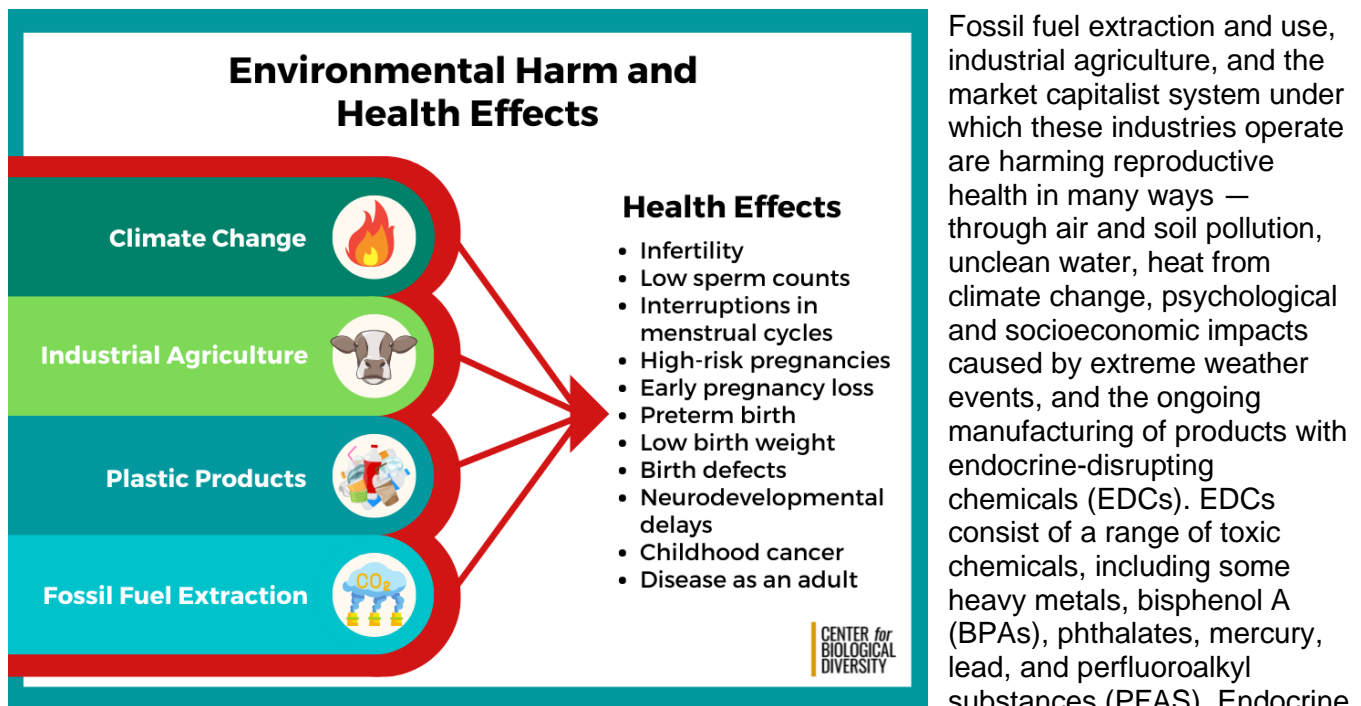 Environmental Harm and
Health Effects
Climate Change
Industrial Agriculture
Plastic Products
CO₂
Fossil Fuel Extraction
Health Effects
• Infertility
• Low sperm counts
• Interruptions in
menstrual cycles
• High-risk pregnancies
• Early pregnancy loss
• Preterm birth
• Low birth weight
• Birth defects
• Neurodevelopmental
delays
• Childhood cancer
• Disease as an adult
CENTER for
BIOLOGICAL
DIVERSITY
Fossil fuel extraction and use,
industrial agriculture, and the
market capitalist system under
which these industries operate
are harming reproductive
health in many ways —
through air and soil pollution,
unclean water, heat from
climate change, psychological
and socioeconomic impacts
caused by extreme weather
events, and the ongoing
manufacturing of products with
endocrine-disrupting
chemicals (EDCs). EDCs
consist of a range of toxic
chemicals, including some
heavy metals, bisphenol A
(BPAs), phthalates, mercury,
lead, and perfluoroalkyl
substances (PFAS). Endocrine